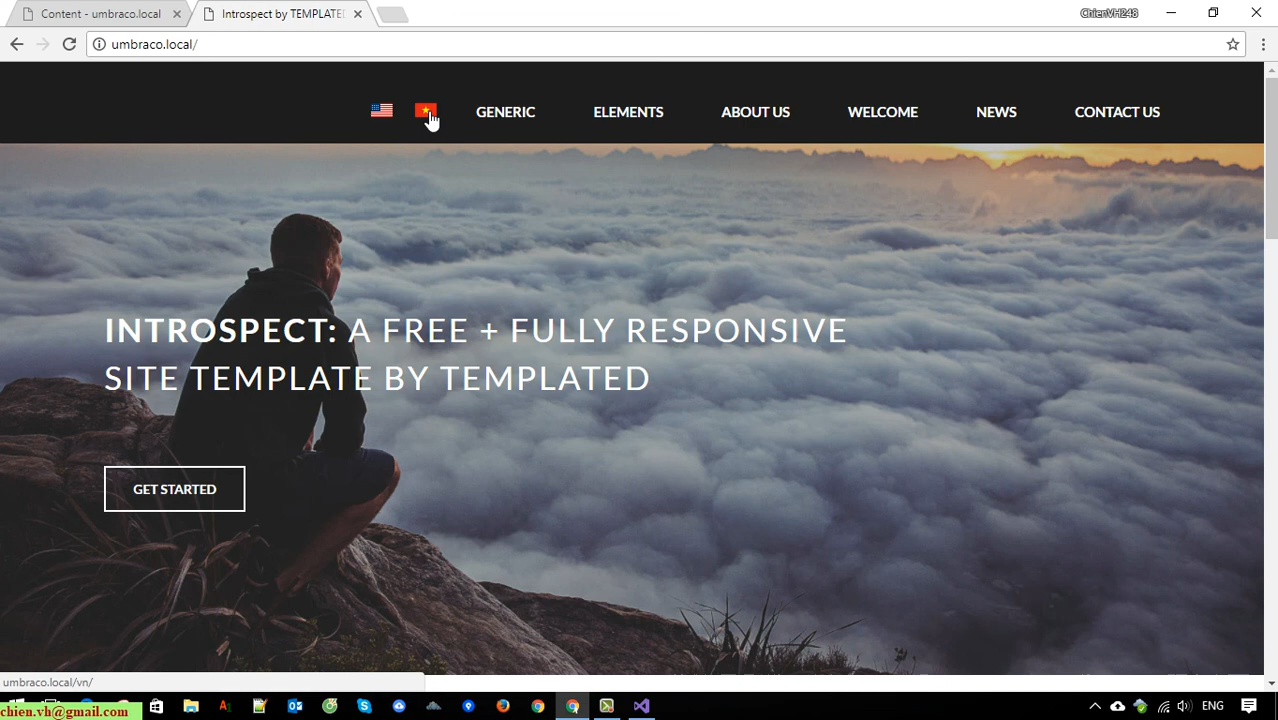 Content - umbraco.local
Introspect by TEMPLATED
ChienVH248
umbraco.local/
GENERIC
ELEMENTS
ABOUT US
WELCOME
NEWS
CONTACT US
INTROSPECT: A FREE + FULLY RESPONSIVE
SITE TEMPLATE BY TEMPLATED
GET STARTED
umbraco.local/vn/
chien.vh@gmail.com
ENG